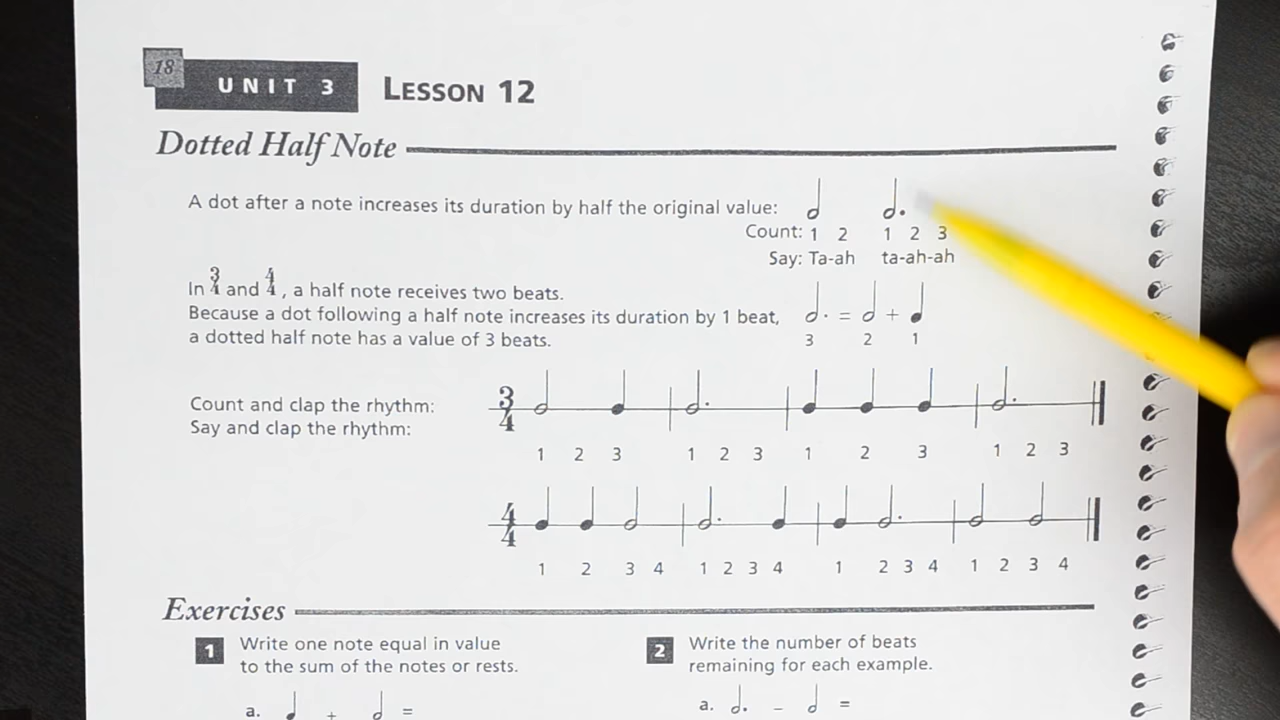 18
UNIT 3 LESSON 12
Dotted Half Note
A dot after a note increases its duration by half the original value:
Count: 1 2 1 2 3
Say: Ta-ah ta-ah-ah
In 3/4 and 4/4, a half note receives two beats.
Because a dot following a half note increases its duration by 1 beat,
a dotted half note has a value of 3 beats.
= +
3 2 1
Count and clap the rhythm:
Say and clap the rhythm:
3
4
1 2 3 1 2 3 1 2 3 1 2 3
4
4
1 2 3 4 1 2 3 4 1 2 3 4 1 2 3 4
Exercises
1 Write one note equal in value
to the sum of the notes or rests.
a. + =
2 Write the number of beats
remaining for each example.
a. – =